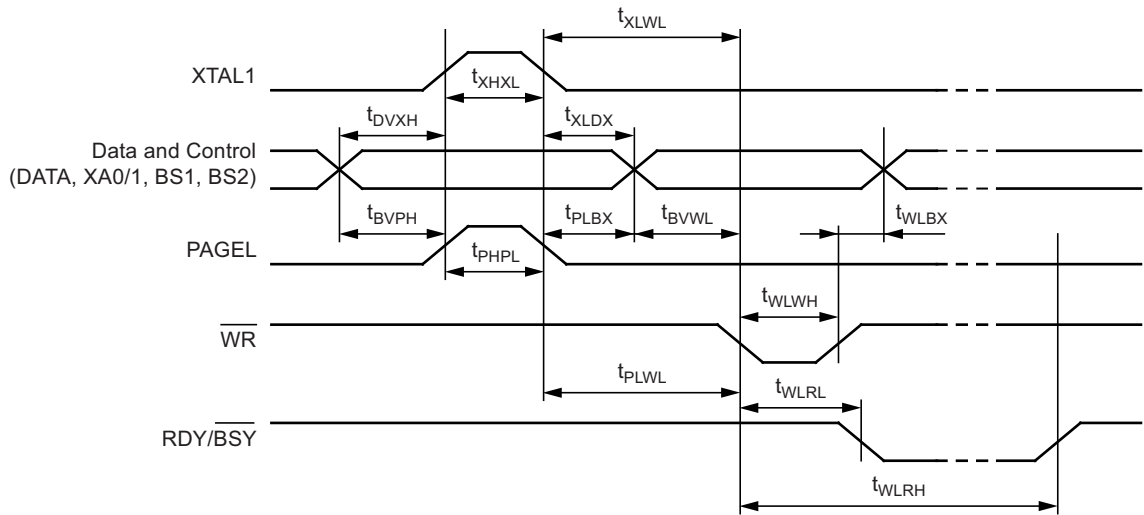 tXLWL
XTAL1
tXHXL
tDVXH
tXLDX
Data and Control
(DATA, XA0/1, BS1, BS2)
tBVPH
tPLBX
tBVWL
tWLBX
PAGEL
tPHPL
tWLWH
WR
tPLWL
tWLRL
RDY/BSY
tWLRH